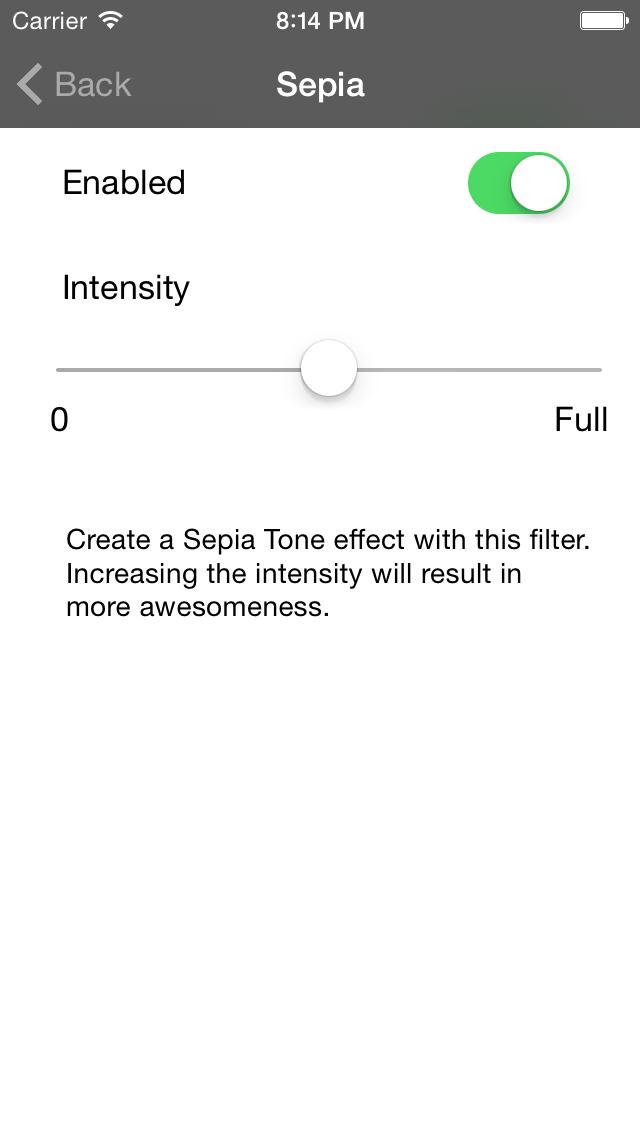 Carrier 8:14 PM
Back Sepia
Enabled
Intensity
0 Full
Create a Sepia Tone effect with this filter.
Increasing the intensity will result in
more awesomeness.